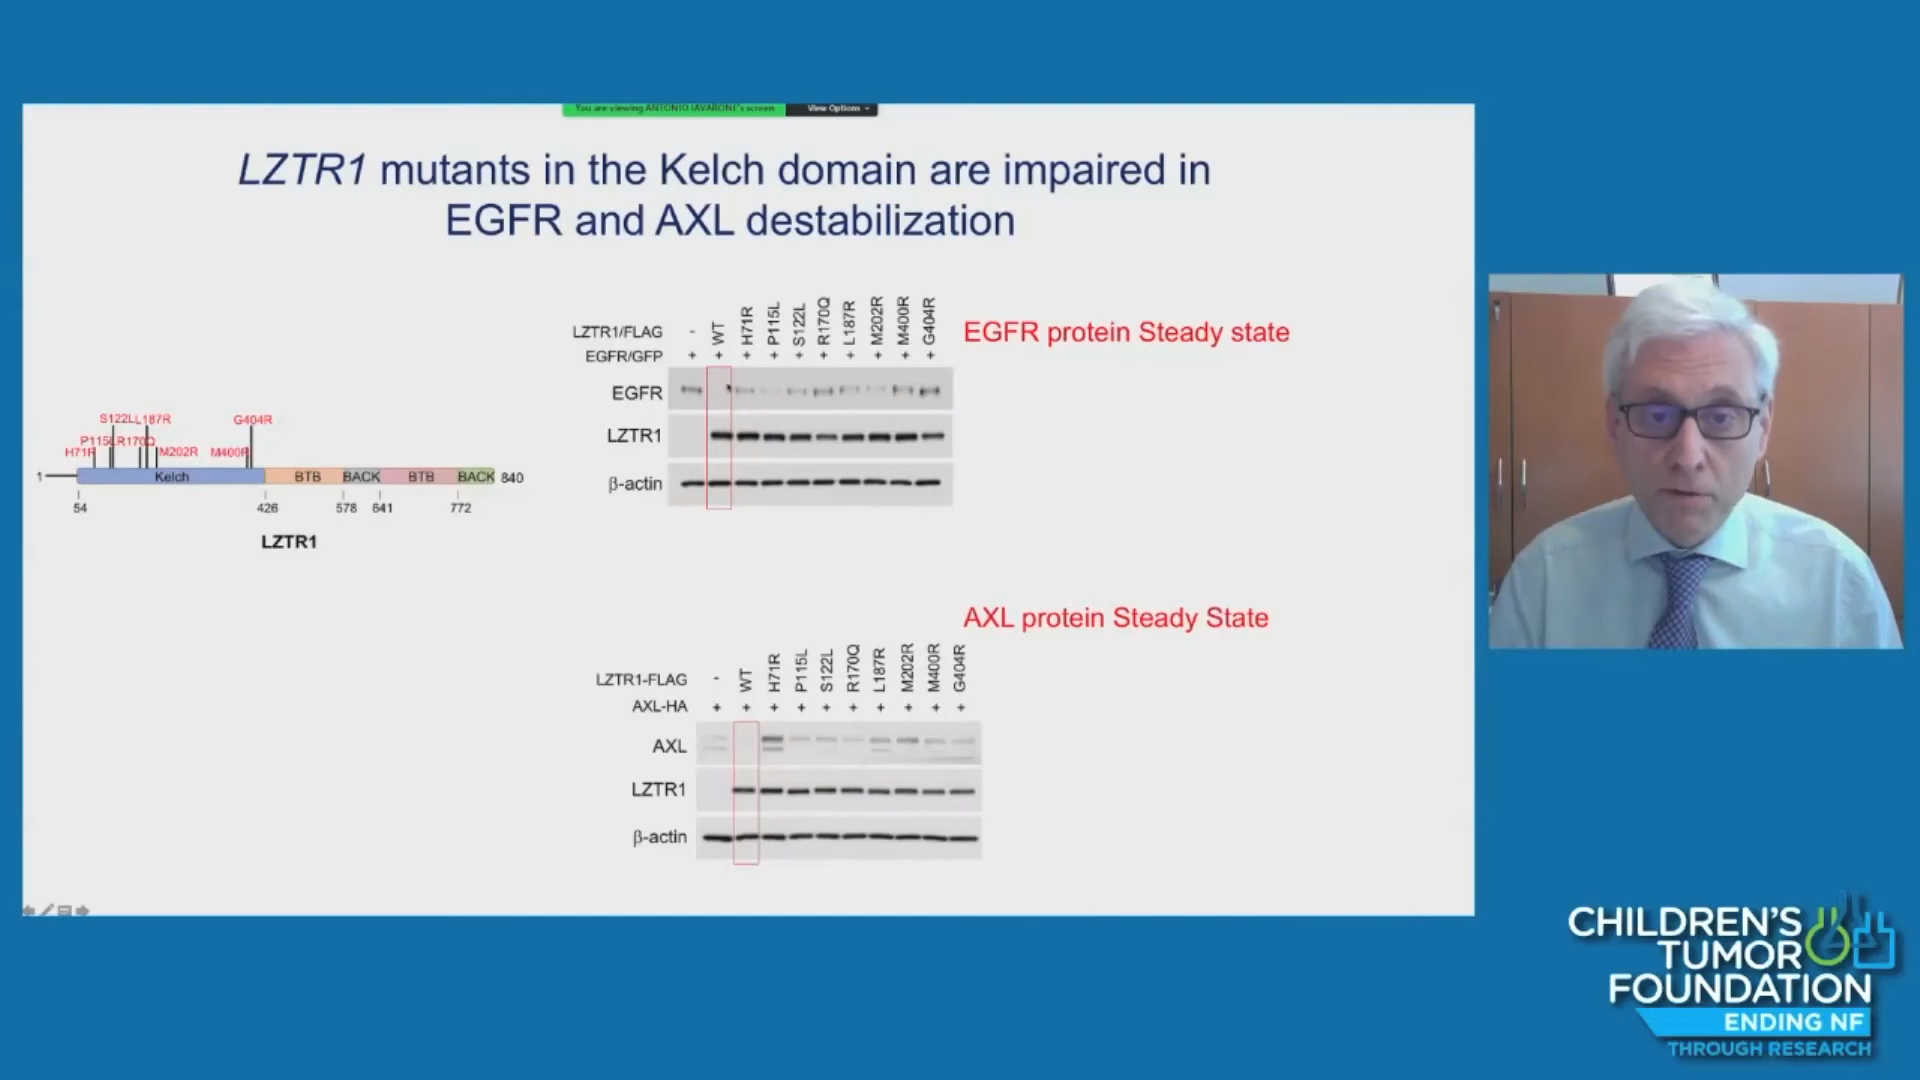 You are viewing ANTONIO IAVARONE's screen
View Options
LZTR1 mutants in the Kelch domain are impaired in
EGFR and AXL destabilization
LZTR1/FLAG - WT H71R P115L S122L R170Q L187R M202R M400R G404R
EGFR protein Steady state
EGFR/GFP + + + + + + + + + +
EGFR
LZTR1
β-actin
S122L L187R G404R
P115L R170Q
H71R M202R M400R
1 Kelch BTB BACK BTB BACK 840
54 426 578 641 772
LZTR1
AXL protein Steady State
LZTR1-FLAG - WT H71R P115L S122L R170Q L187R M202R M400R G404R
AXL-HA + + + + + + + + + +
AXL
LZTR1
β-actin
CHILDREN'S
TUMOR
FOUNDATION
ENDING NF
THROUGH RESEARCH